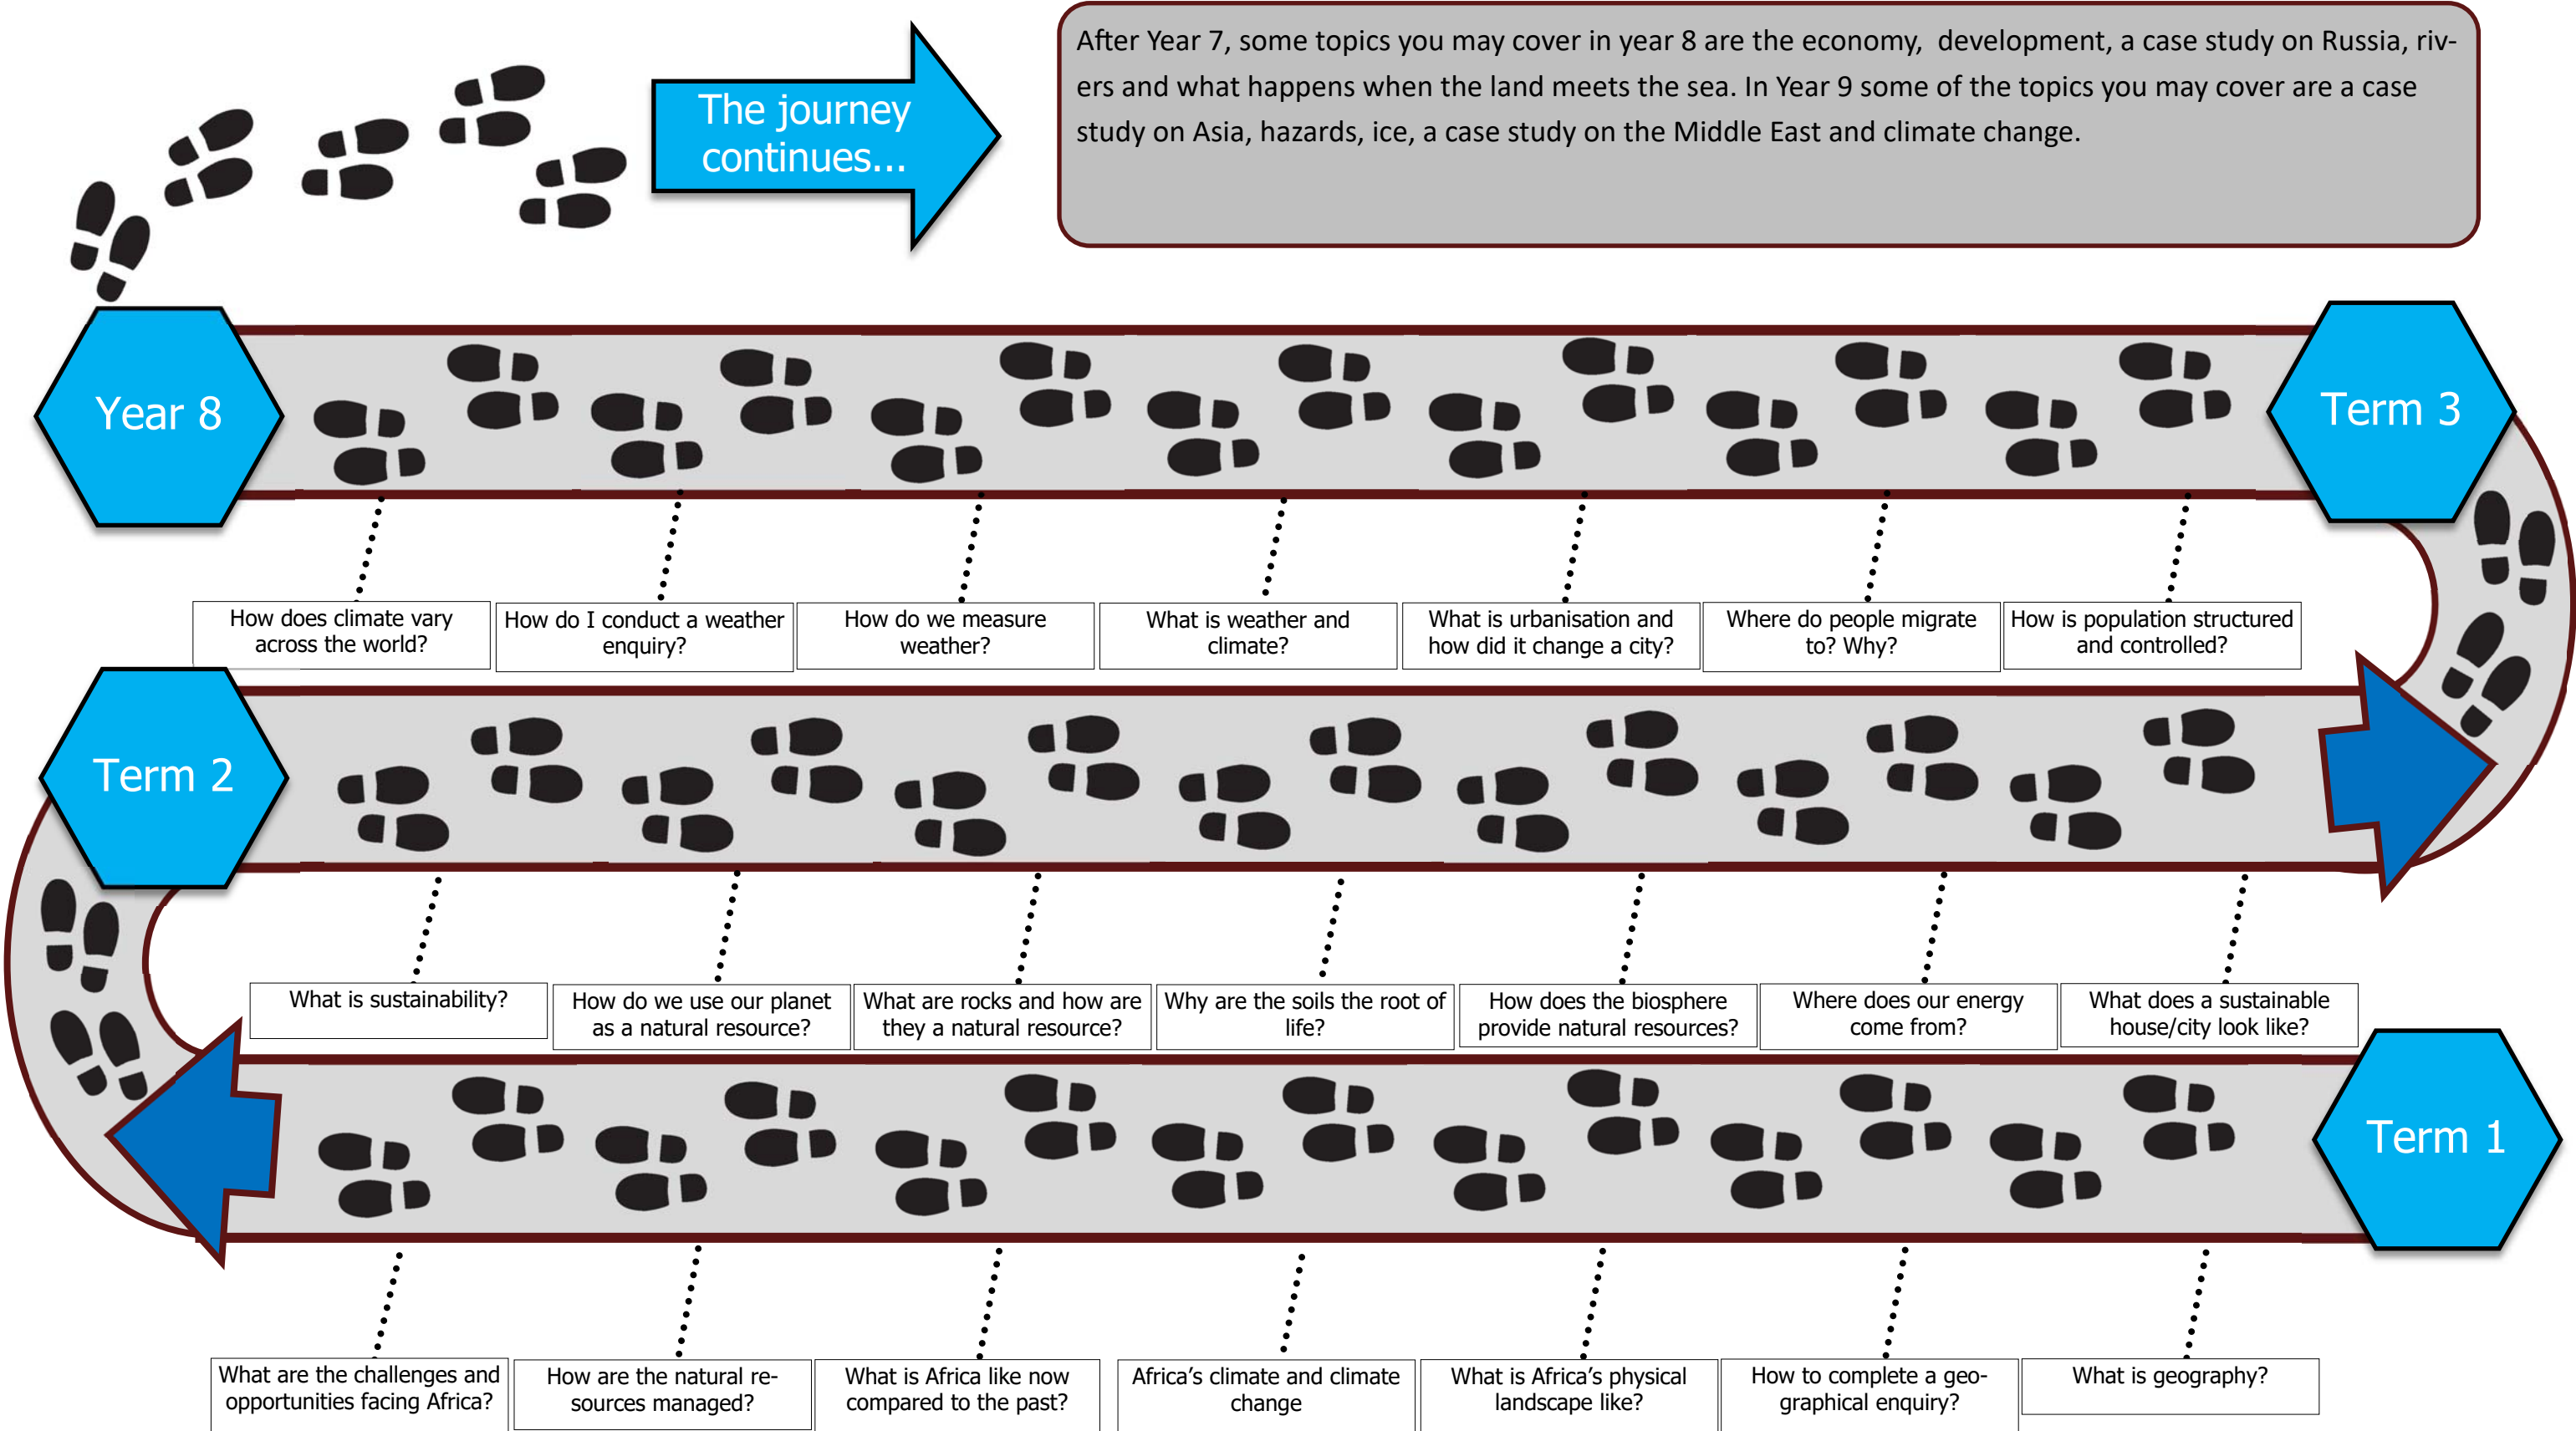 The journey
continues...
After Year 7, some topics you may cover in year 8 are the economy,  development, a case study on Russia, riv-
ers and what happens when the land meets the sea. In Year 9 some of the topics you may cover are a case
study on Asia, hazards, ice, a case study on the Middle East and climate change.
Year 8
Term 3
How does climate vary
across the world?
How do I conduct a weather
enquiry?
How do we measure
weather?
What is weather and
climate?
What is urbanisation and
how did it change a city?
Where do people migrate
to? Why?
How is population structured
and controlled?
Term 2
What is sustainability?
How do we use our planet
as a natural resource?
What are rocks and how are
they a natural resource?
Why are the soils the root of
life?
How does the biosphere
provide natural resources?
Where does our energy
come from?
What does a sustainable
house/city look like?
Term 1
What are the challenges and
opportunities facing Africa?
How are the natural re-
sources managed?
What is Africa like now
compared to the past?
Africa’s climate and climate
change
What is Africa’s physical
landscape like?
How to complete a geo-
graphical enquiry?
What is geography?